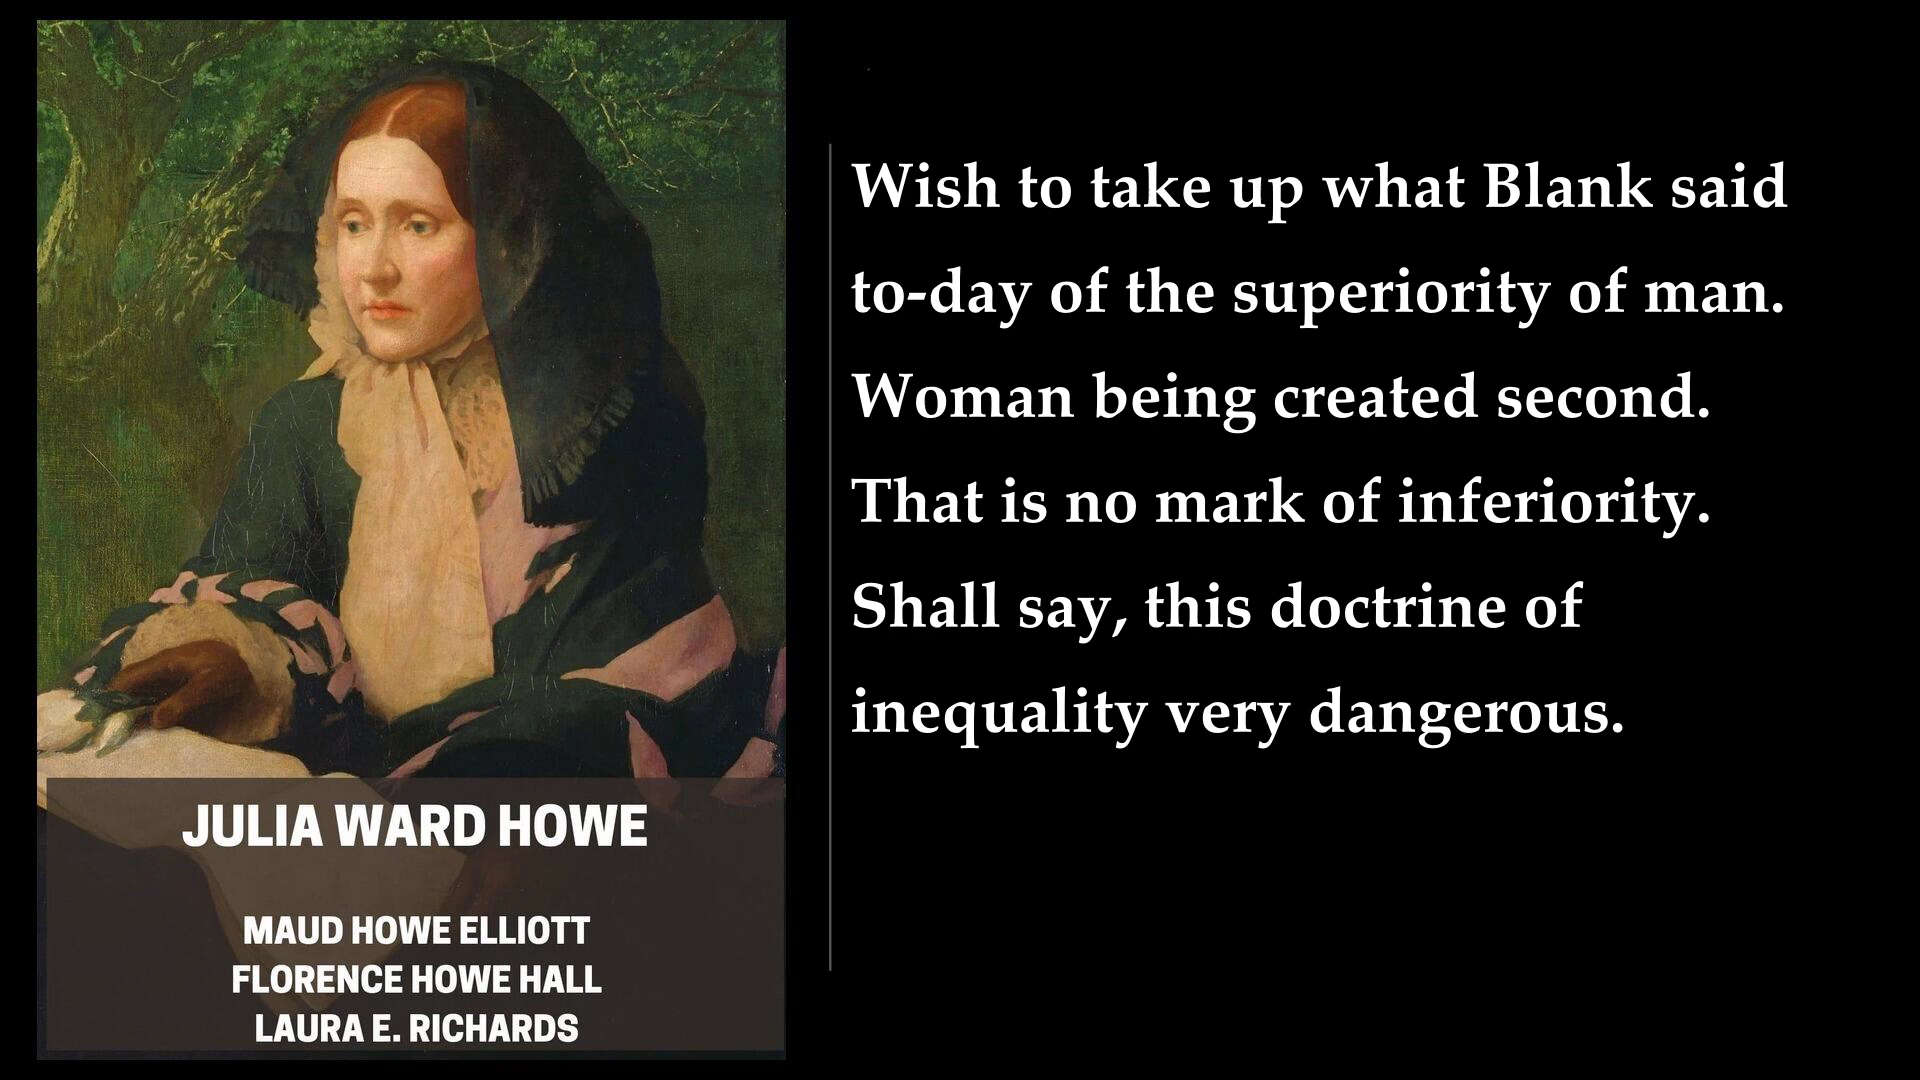 JULIA WARD HOWE
MAUD HOWE ELLIOTT
FLORENCE HOWE HALL
LAURA E. RICHARDS
Wish to take up what Blank said
to-day of the superiority of man.
Woman being created second.
That is no mark of inferiority.
Shall say, this doctrine of
inequality very dangerous.